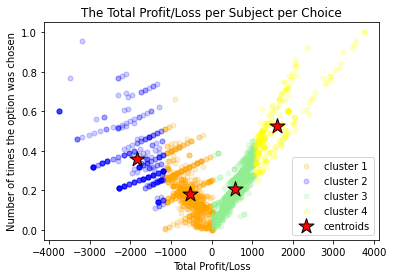 The Total Profit/Loss per Subject per Choice
Number of times the option was chosen
1.0
0.8
0.6
0.4
0.2
0.0
cluster 1
cluster 2
cluster 3
cluster 4
centroids
−4000 −3000 −2000 −1000 0 1000 2000 3000 4000
Total Profit/Loss